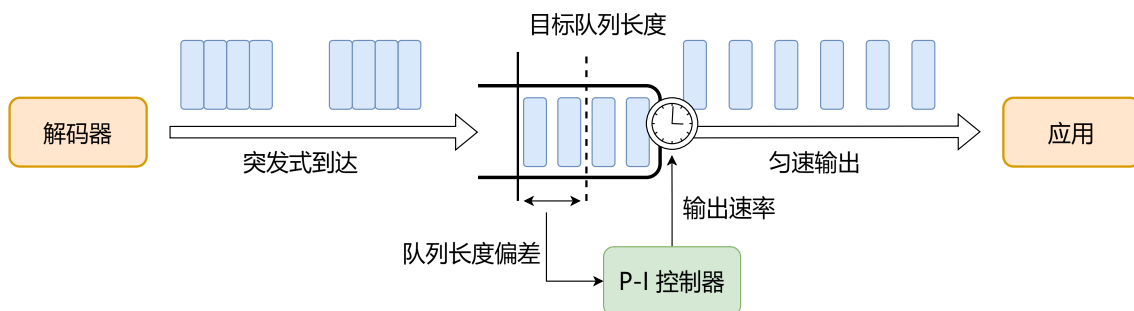 目标队列长度
解码器
突发式到达
匀速输出
应用
输出速率
队列长度偏差
P-I 控制器